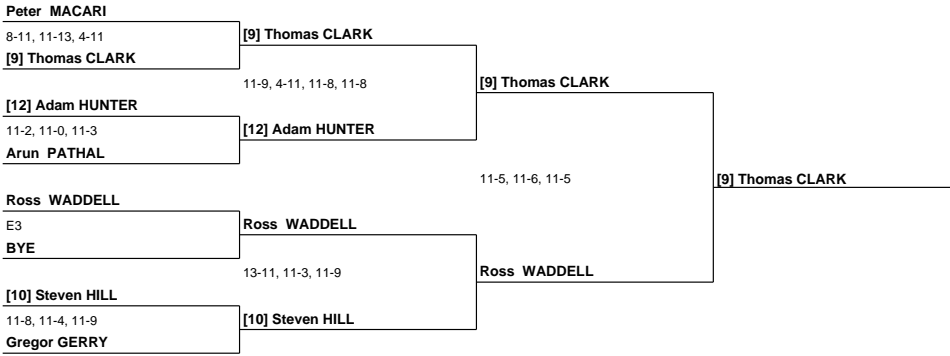 Peter MACARI
8-11, 11-13, 4-11
[9] Thomas CLARK
[9] Thomas CLARK
11-9, 4-11, 11-8, 11-8
[9] Thomas CLARK
[12] Adam HUNTER
11-2, 11-0, 11-3
[12] Adam HUNTER
Arun PATHAL
11-5, 11-6, 11-5
[9] Thomas CLARK
Ross WADDELL
E3
Ross WADDELL
BYE
13-11, 11-3, 11-9
Ross WADDELL
[10] Steven HILL
11-8, 11-4, 11-9
[10] Steven HILL
Gregor GERRY